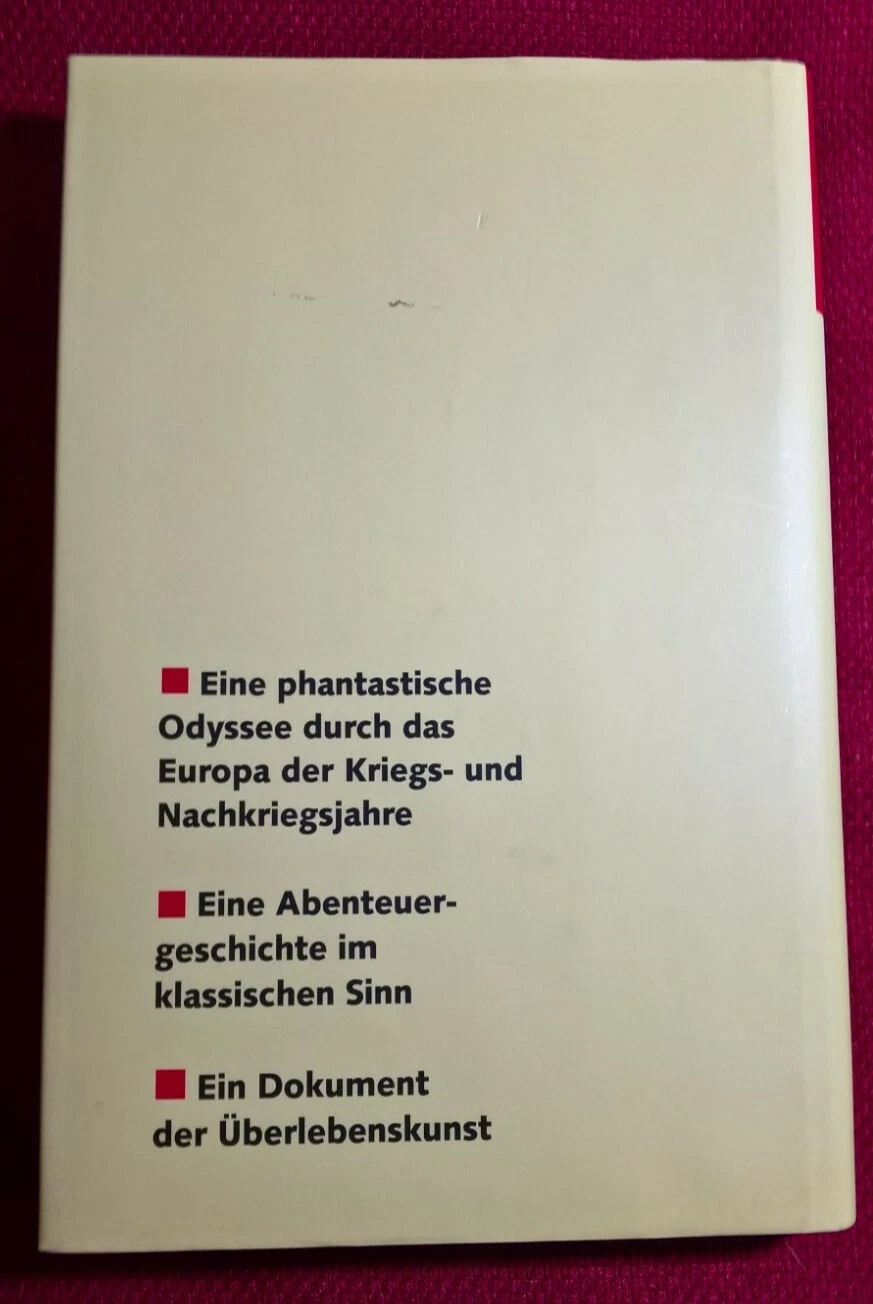 Eine phantastische
Odyssee durch das
Europa der Kriegs- und
Nachkriegsjahre
Eine Abenteuer-
geschichte im
klassischen Sinn
Ein Dokument
der Überlebenskunst